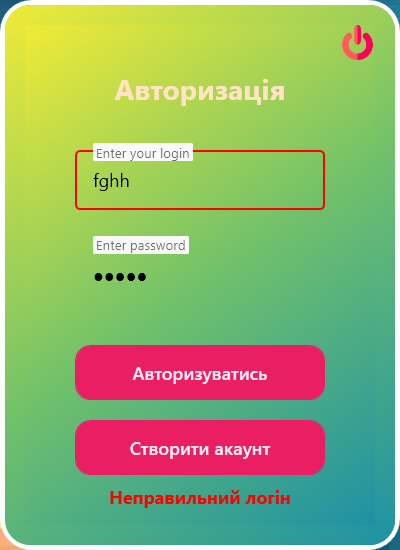 Авторизація
Enter your login
fghh
Enter password
●●●●●
Авторизуватись
Створити акаунт
Неправильний логін